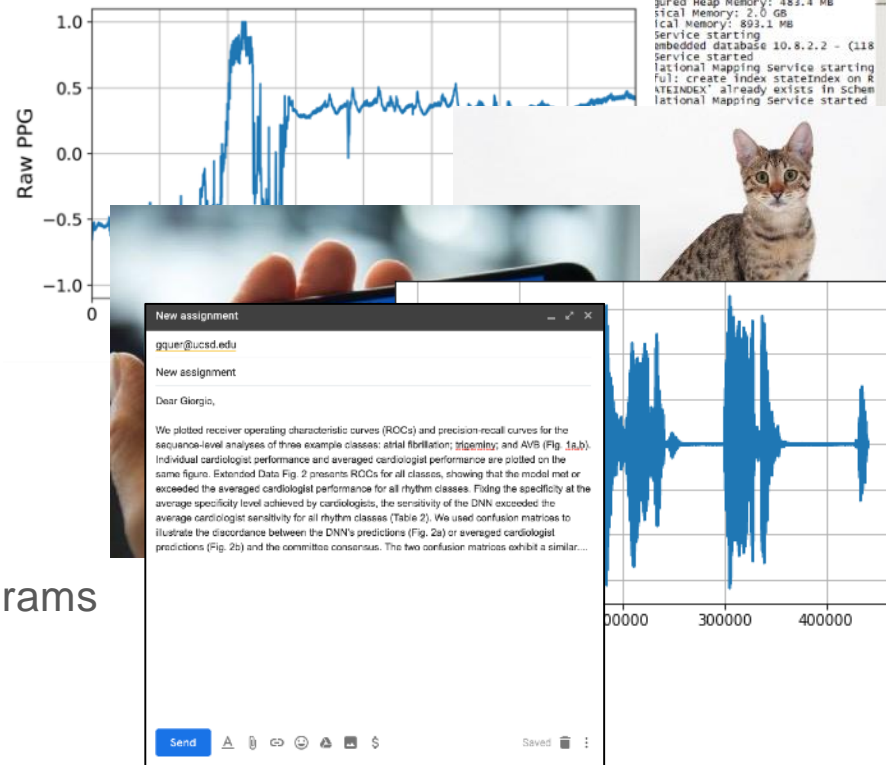 1.0
0.5
0.0
−0.5
−1.0
Raw PPG
0
gured Heap Memory: 483.4 MB
sical Memory: 2.0 GB
ical Memory: 893.1 MB
Service starting
embedded database 10.8.2.2 - (118
Service started
lational Mapping Service starting
ful: create index stateIndex on R
ATEINDEX' already exists in Schem
lational Mapping Service started
New assignment
gquer@ucsd.edu
New assignment
Dear Giorgio,
We plotted receiver operating characteristic curves (ROCs) and precision-recall curves for the
sequence-level analyses of three example classes: atrial fibrillation; trigeminy; and AVB (Fig. 1a,b).
Individual cardiologist performance and averaged cardiologist performance are plotted on the
same figure. Extended Data Fig. 2 presents ROCs for all classes, showing that the model met or
exceeded the averaged cardiologist performance for all rhythm classes. Fixing the specificity at the
average specificity level achieved by cardiologists, the sensitivity of the DNN exceeded the
average cardiologist sensitivity for all rhythm classes (Table 2). We used confusion matrices to
illustrate the discordance between the DNN's predictions (Fig. 2a) or averaged cardiologist
predictions (Fig. 2b) and the committee consensus. The two confusion matrices exhibit a similar....
Send
Saved
rams
00000
300000
400000